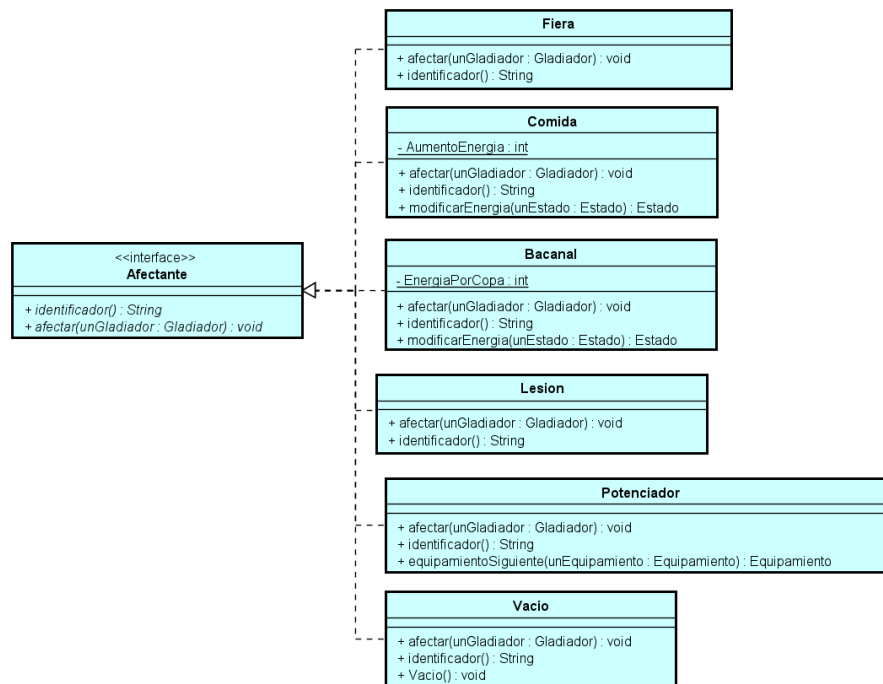 Fiera
+ afectar(unGladiador : Gladiador) : void
+ identificador() : String
Comida
- AumentoEnergia : int
+ afectar(unGladiador : Gladiador) : void
+ identificador() : String
+ modificarEnergia(unEstado : Estado) : Estado
<<interface>>
Afectante
+ identificador() : String
+ afectar(unGladiador : Gladiador) : void
Bacanal
- EnergiaPorCopa : int
+ afectar(unGladiador : Gladiador) : void
+ identificador() : String
+ modificarEnergia(unEstado : Estado) : Estado
Lesion
+ afectar(unGladiador : Gladiador) : void
+ identificador() : String
Potenciador
+ afectar(unGladiador : Gladiador) : void
+ identificador() : String
+ equipamientoSiguiente(unEquipamiento : Equipamiento) : Equipamiento
Vacio
+ afectar(unGladiador : Gladiador) : void
+ identificador() : String
+ Vacio() : void